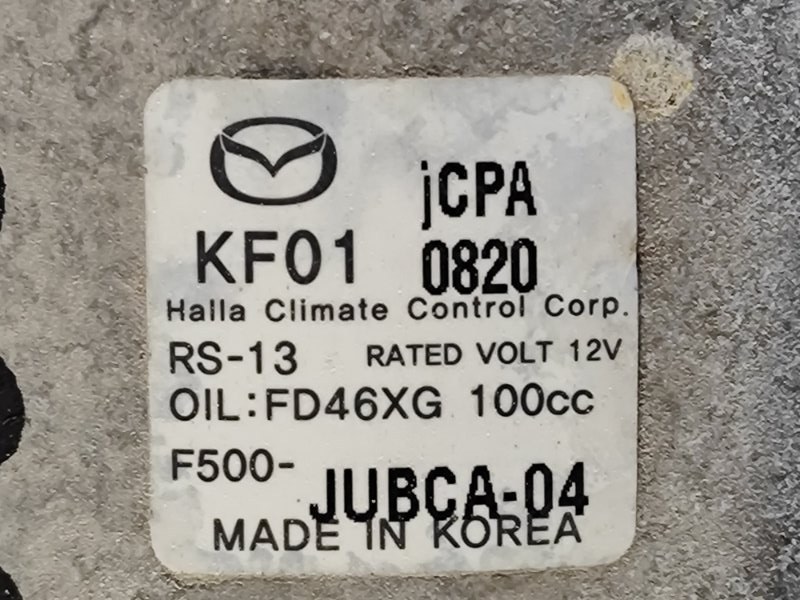 jCPA
KF01 0820
Halla Climate Control Corp.
RS-13 RATED VOLT 12V
OIL:FD46XG 100cc
F500-JUBCA-04
MADE IN KOREA